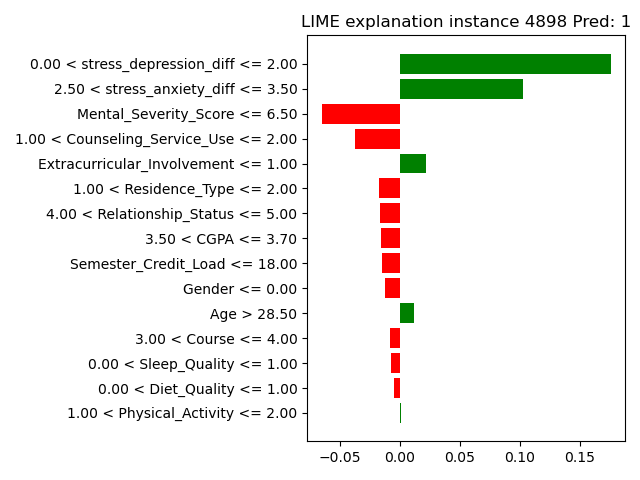 LIME explanation instance 4898 Pred: 1
0.00 < stress_depression_diff <= 2.00
2.50 < stress_anxiety_diff <= 3.50
Mental_Severity_Score <= 6.50
1.00 < Counseling_Service_Use <= 2.00
Extracurricular_Involvement <= 1.00
1.00 < Residence_Type <= 2.00
4.00 < Relationship_Status <= 5.00
3.50 < CGPA <= 3.70
Semester_Credit_Load <= 18.00
Gender <= 0.00
Age > 28.50
3.00 < Course <= 4.00
0.00 < Sleep_Quality <= 1.00
0.00 < Diet_Quality <= 1.00
1.00 < Physical_Activity <= 2.00
−0.05 0.00 0.05 0.10 0.15